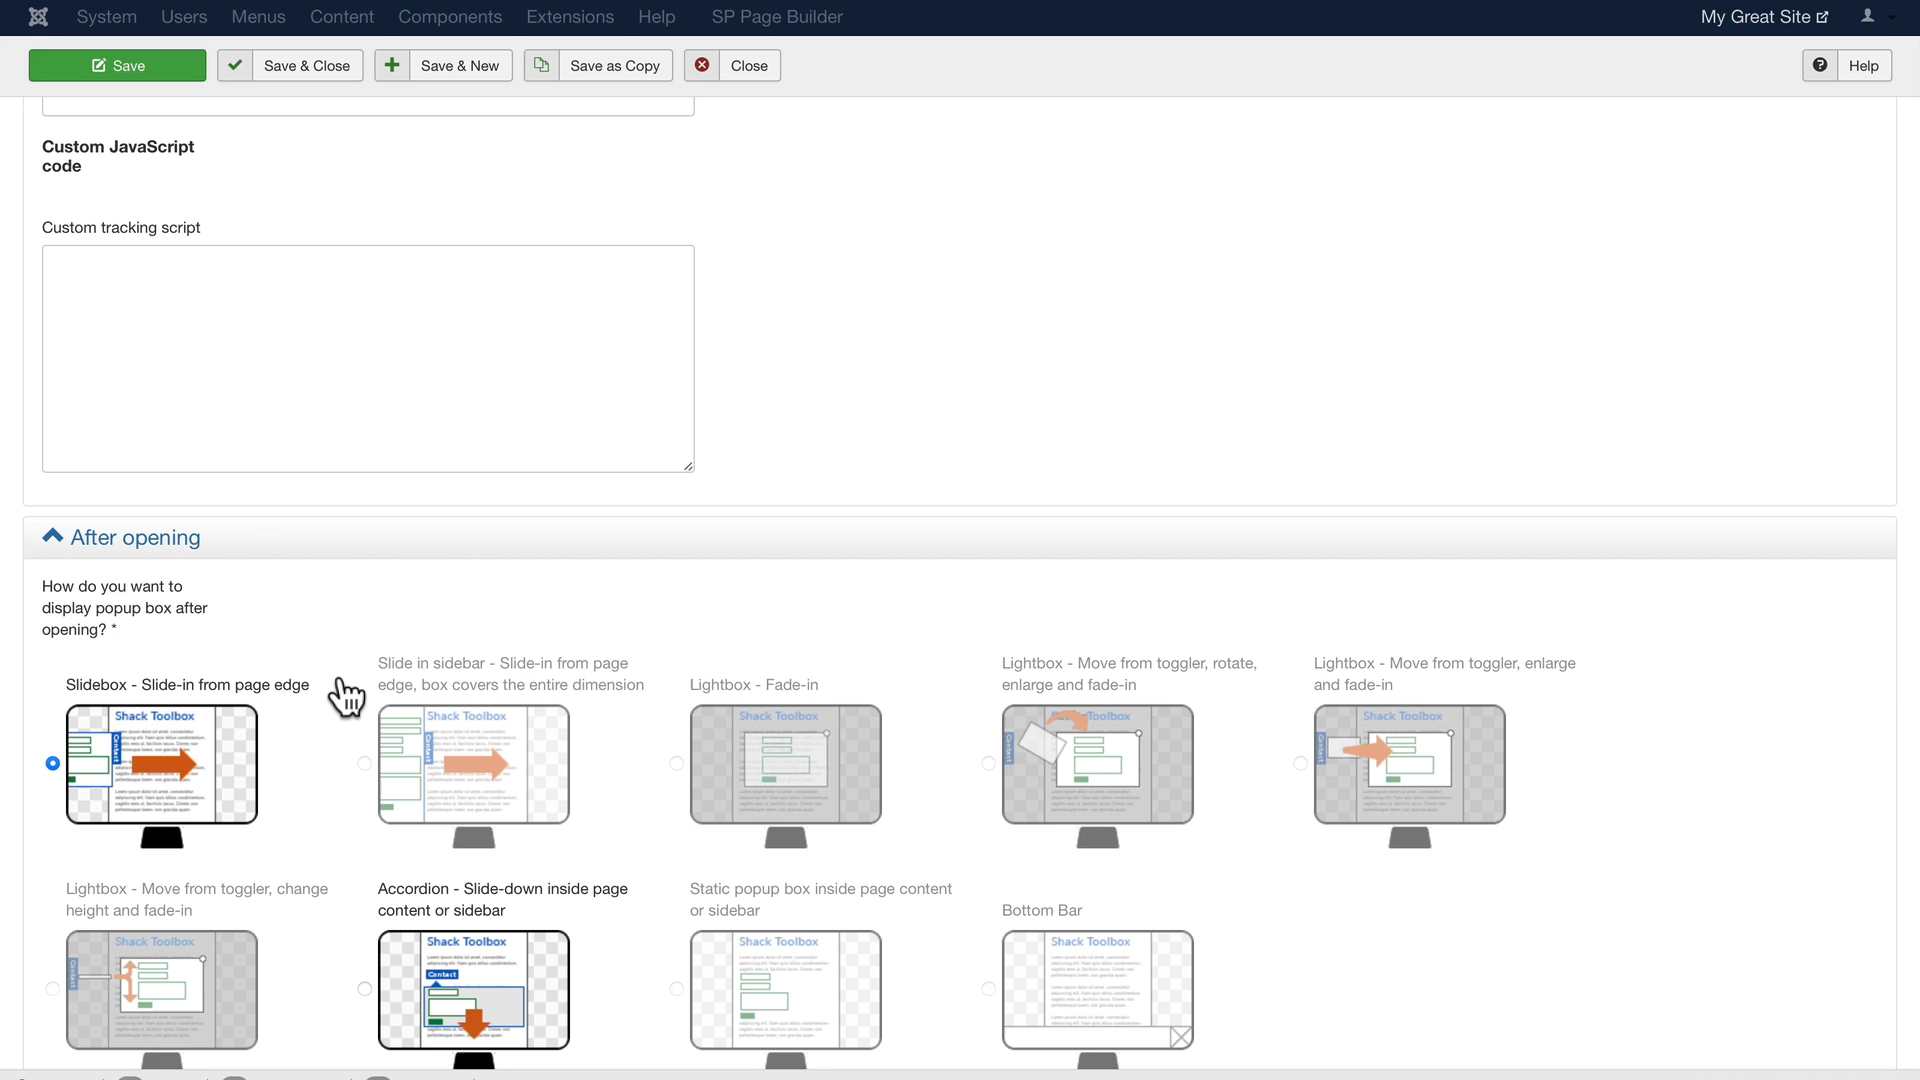 System Users Menus Content Components Extensions Help SP Page Builder My Great Site
Save Save & Close Save & New Save as Copy Close Help
Custom JavaScript
code
Custom tracking script
After opening
How do you want to
display popup box after
opening? *
Slidebox - Slide-in from page edge
Slide in sidebar - Slide-in from page
edge, box covers the entire dimension
Lightbox - Fade-in
Lightbox - Move from toggler, rotate,
enlarge and fade-in
Lightbox - Move from toggler, enlarge
and fade-in
Shack Toolbox
Contact
Shack Toolbox
Contact
Shack Toolbox
Toolbox
Contact
Shack Toolbox
Contact
Lightbox - Move from toggler, change
height and fade-in
Accordion - Slide-down inside page
content or sidebar
Static popup box inside page content
or sidebar
Bottom Bar
Shack Toolbox
Contact
Shack Toolbox
Contact
Shack Toolbox
Shack Toolbox